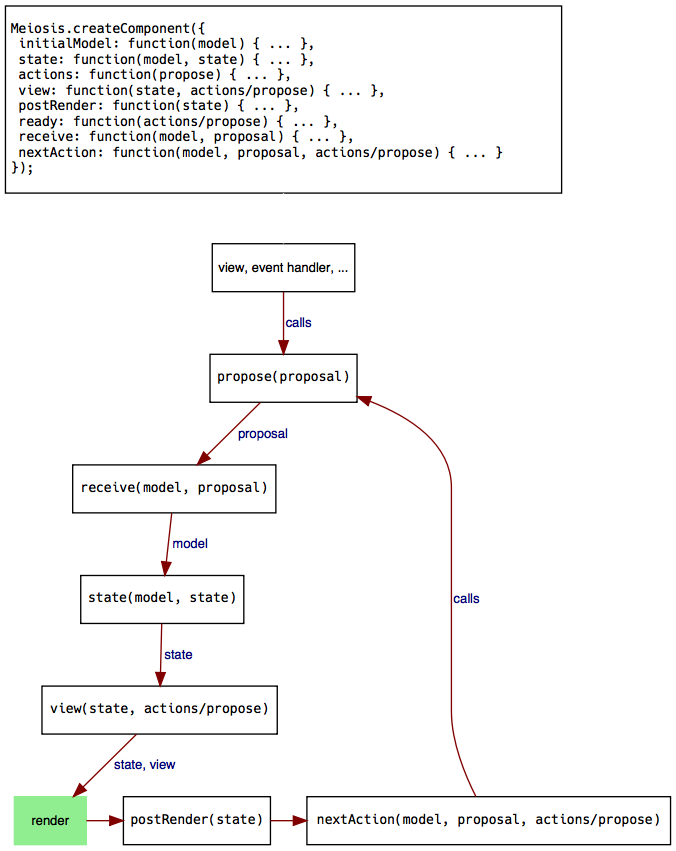 Meiosis.createComponent({
 initialModel: function(model) { ... },
 state: function(model, state) { ... },
 actions: function(propose) { ... },
 view: function(state, actions/propose) { ... },
 postRender: function(state) { ... },
 ready: function(actions/propose) { ... },
 receive: function(model, proposal) { ... },
 nextAction: function(model, proposal, actions/propose) { ... }
});
view, event handler, ...
calls
propose(proposal)
proposal
receive(model, proposal)
model
state(model, state)
calls
state
view(state, actions/propose)
state, view
render
postRender(state)
nextAction(model, proposal, actions/propose)